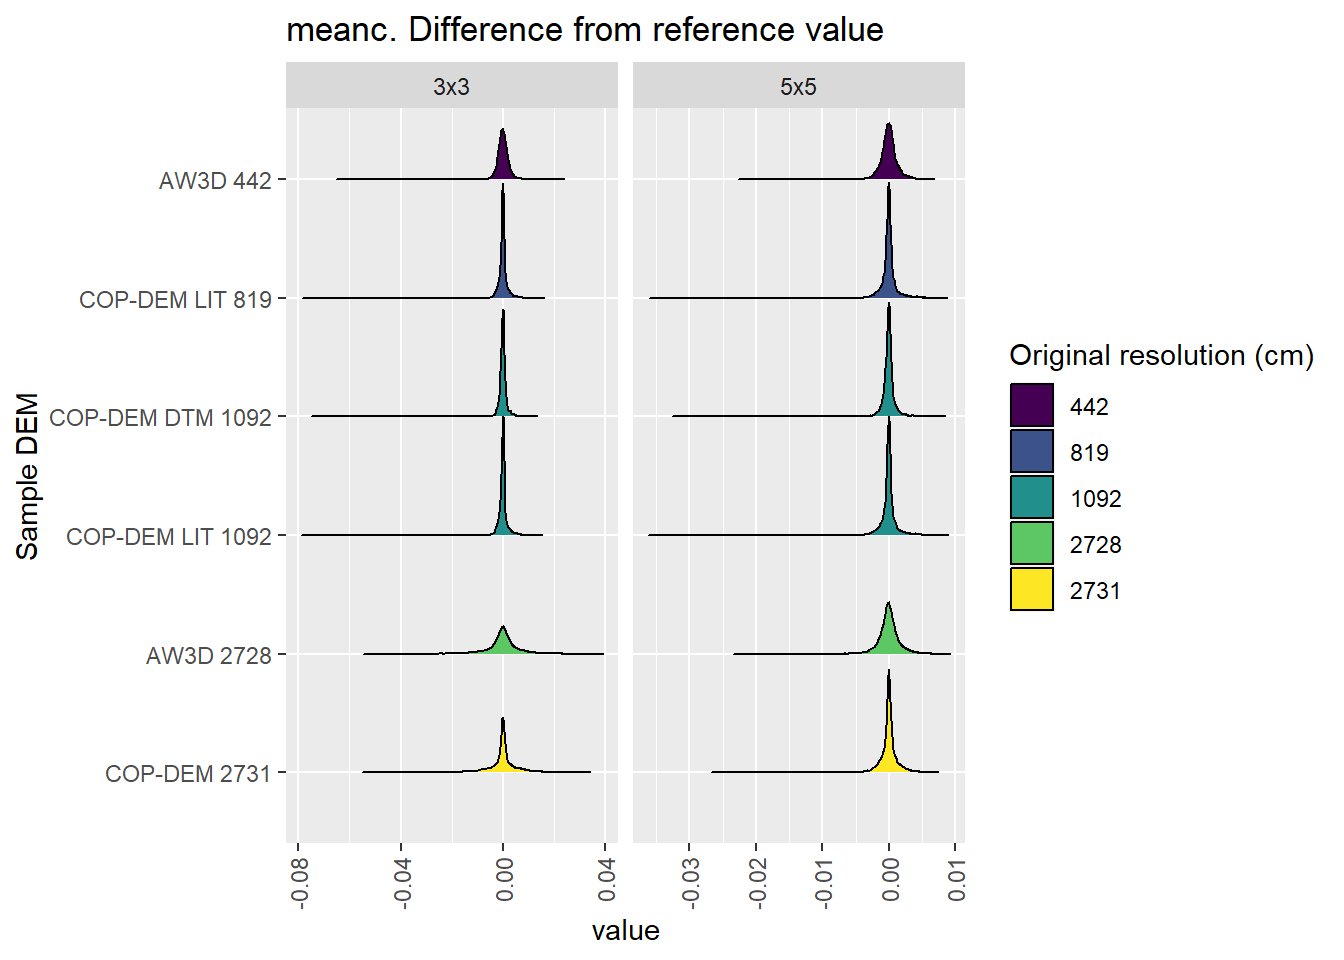 meanc. Difference from reference value
3x3
5x5
Sample DEM
AW3D 442
COP-DEM LIT 819
COP-DEM DTM 1092
COP-DEM LIT 1092
AW3D 2728
COP-DEM 2731
-0.08
-0.04
0.00
0.04
-0.03
-0.02
-0.01
0.00
0.01
value
Original resolution (cm)
442
819
1092
2728
2731